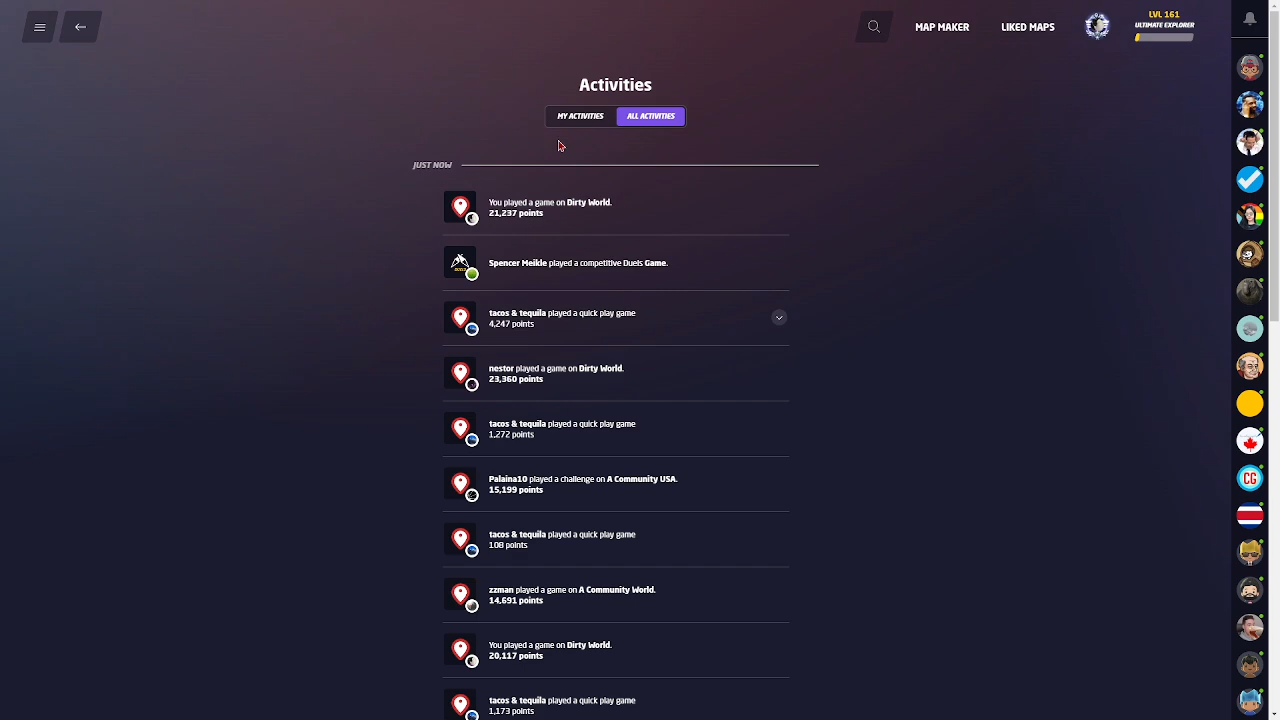 MAP MAKER
LIKED MAPS
LVL 161
ULTIMATE EXPLORER
Activities
MY ACTIVITIES
ALL ACTIVITIES
JUST NOW
You played a game on Dirty World.
21,237 points
Spencer Meikle played a competitive Duels Game.
tacos & tequila played a quick play game
4,247 points
nestor played a game on Dirty World.
23,360 points
tacos & tequila played a quick play game
1,272 points
Palaina10 played a challenge on A Community USA.
15,199 points
tacos & tequila played a quick play game
108 points
zzman played a game on A Community World.
14,691 points
You played a game on Dirty World.
20,117 points
tacos & tequila played a quick play game
1,173 points
CG